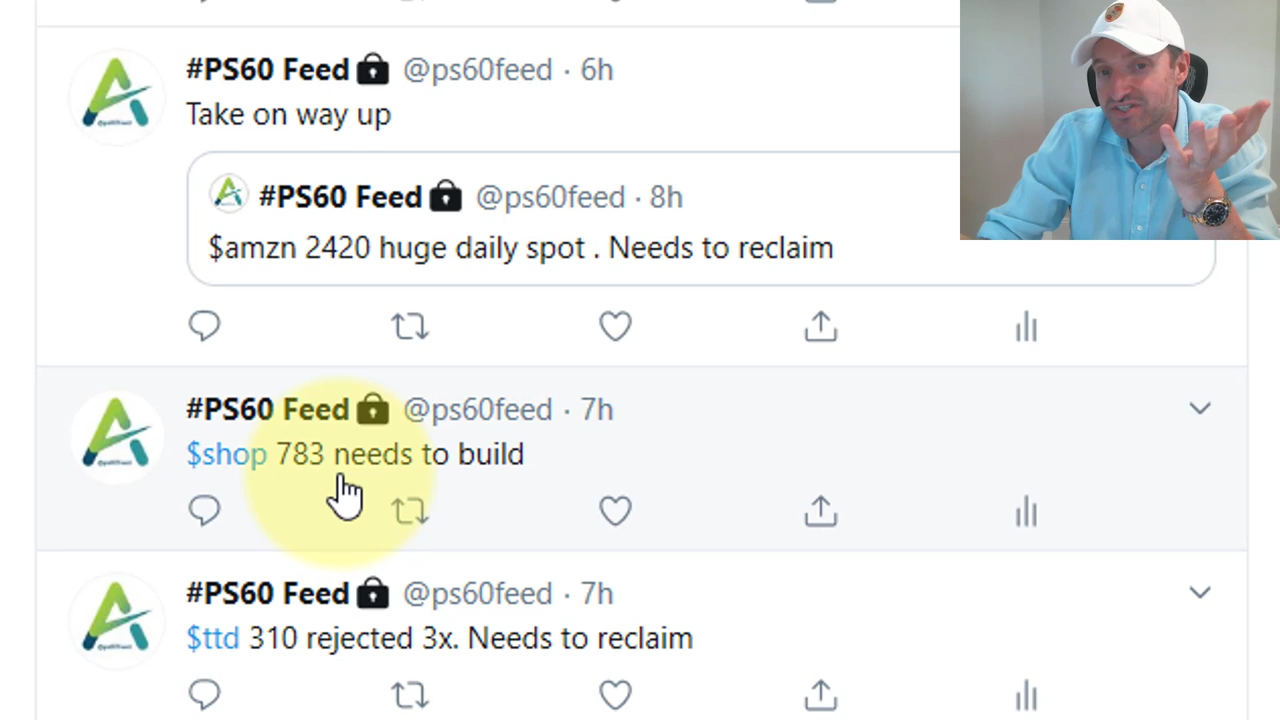 #PS60 Feed @ps60feed · 6h
Take on way up
#PS60 Feed @ps60feed · 8h
$amzn 2420 huge daily spot . Needs to reclaim
#PS60 Feed @ps60feed · 7h
$shop 783 needs to build
#PS60 Feed @ps60feed · 7h
$ttd 310 rejected 3x. Needs to reclaim